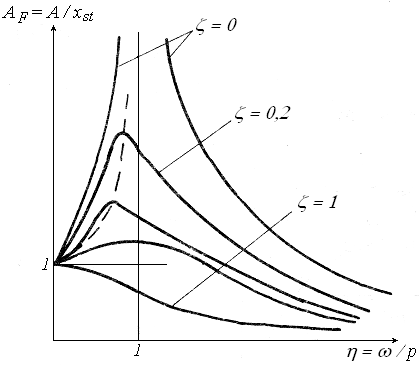 A_F = A/x_st
ζ = 0
ζ = 0,2
ζ = 1
1
1
η = ω/p